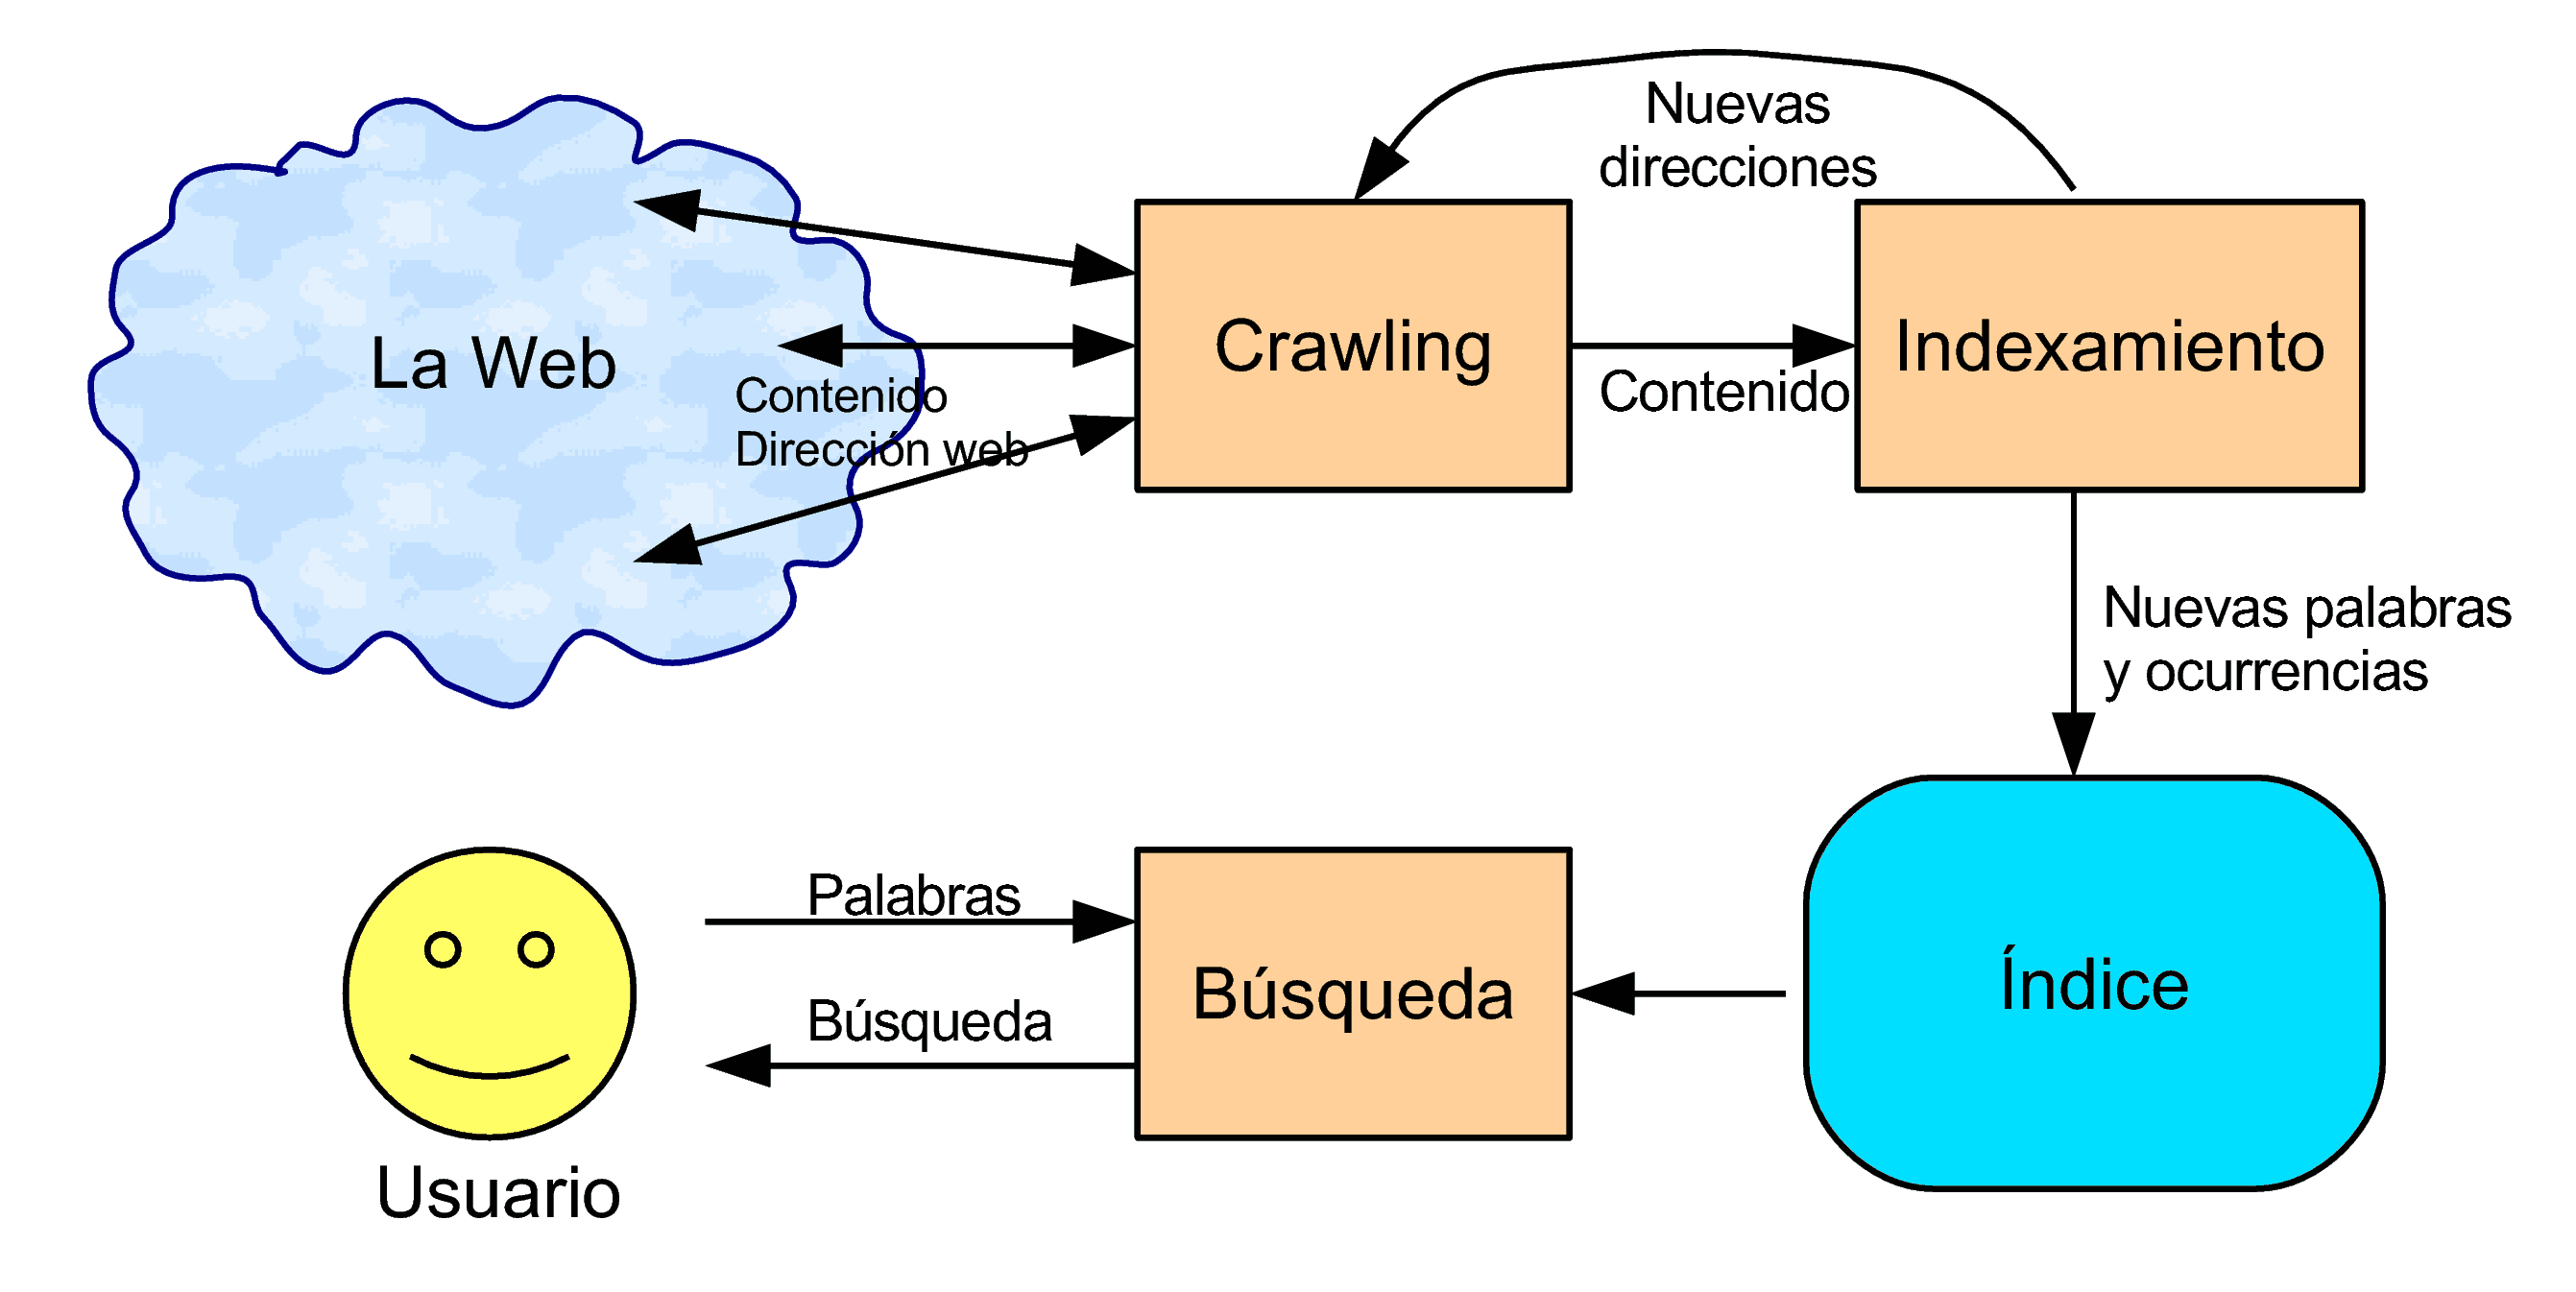 Nuevas
direcciones
La Web
Crawling
Indexamiento
Contenido
Dirección web
Contenido
Nuevas palabras
y ocurrencias
Palabras
Búsqueda
Búsqueda
Índice
Usuario